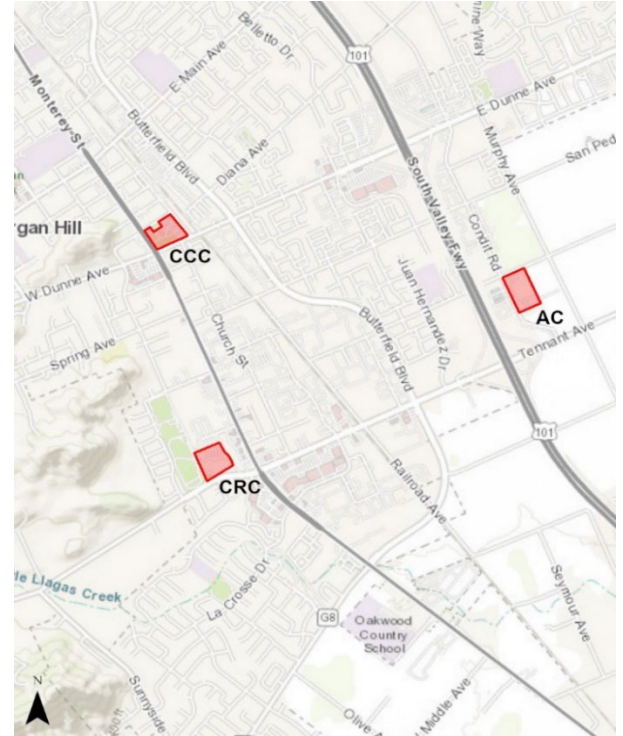 Belletto Dr
E Main Ave
101
nine Way
E Dunne Ave
Monterey St
Butterfield Blvd
Diana Ave
Murphy Ave
San Ped
South Valley Fwy
rgan Hill
CCC
Condit Rd
W Dunne Ave
Juan Hernandez Dr
AC
Church St
Butterfield Blvd
Tennant Ave
Spring Ave
101
CRC
Railroad Ave
le Llagas Creek
La Crosse Dr
Seymour Ave
G8
Oakwood
Country
School
N
Sunnyside
Olive A
Middle Ave